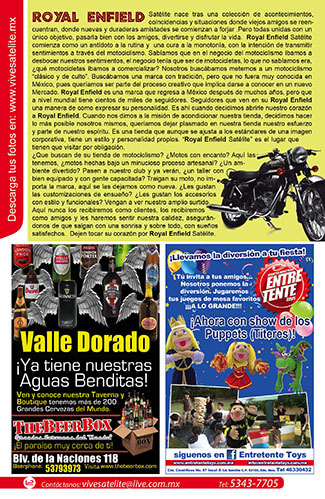 Descarga tus fotos en: www.vivesatelite.mx
ROYAL ENFIELD
Satélite nace tras una colección de acontecimientos,
consciencias y situaciones donde viejos amigos se reen-
cuentran, donde nuevas y duraderas amistades se comienzan a forjar. Pero todas unidas con un
único objetivo, pasarla bien con los amigos, divertirse y disfrutar la vida. Royal Enfield Satélite
comienza como un antídoto a la rutina y una cura a la monotonía, con la intención de transmitir
sentimientos a través del motociclismo. Sabíamos que en el negocio del motociclismo íbamos a
desbocar nuestros sentimientos, el negocio tenía que ser de motocicletas, lo que no sabíamos era,
¿qué motocicletas íbamos a comercializar? Nosotros buscábamos meternos a un motociclismo
"clásico y de culto". Buscábamos una marca con tradición, pero que no fuera muy conocida en
México, pues queríamos ser parte del proceso creativo que implica darse a conocer en un nuevo
Mercado. Royal Enfield es una marca que regresa a México después de muchos años, pero que
a nivel mundial tiene cientos de miles de seguidores. Seguidores que ven en su Royal Enfield
una manera de como expresar su personalidad. Es ahí cuando decidimos abrirle nuestro corazón
a Royal Enfield. Cuando nos dimos a la misión de acondicionar nuestra tienda, decidimos hacer
lo más posible nosotros mismos, queríamos dejar plasmado en nuestra tienda nuestro esfuerzo
y parte de nuestro espíritu. Es una tienda que aunque se ajusta a los estándares de una imagen
corporativa, tiene un estilo y personalidad propios. "Royal Enfield Satélite" es el lugar que
tienen que visitar por obligación.
¿Que buscan de su tienda de motociclismo? ¿Motos con encanto? Aquí las
tenemos, ¿motos hechas bajo un minucioso proceso artesanal? ¿Un am-
biente divertido? Pasen a nuestro club y ya verán, ¿un taller con
bien equipado y con gente capacitada? Traigan su moto, no im-
porta la marca, aquí se las dejamos como nueva. ¿Les gustan
las customizaciones de ensueño? ¿Les gustan los accesorios
con estilo y funcionales? Vengan a ver nuestro amplio surtido.
Aquí nunca los recibiremos como clientes, los recibiremos
como amigos y les haremos sentir nuestra calidez, asegurán-
donos de que salgan con una sonrisa y sobre todo, con sueños
satisfechos. Dejen tocar su corazón por Royal Enfield Satélite.
Valle Dorado
¡Ya tiene nuestras
Aguas Benditas!
Ven y conoce nuestra Taverna y
Boutique tenemos más de 200
Grandes Cervezas del Mundo.
THE BEER BOX
¡El paraíso muy cerca de ti!
Blv. de la Naciones 118
Beerphone: 53793973 Visita www.thebeerbox.com
¡Llevamos la diversión a tu fiesta!
¡Tú invita a tus amigos...
Nosotros ponemos la
diversión. Jugaremos
tus juegos de mesa favoritos
¡¡¡A LO GRANDE!!!
ENTRE
TENTE
¡Ahora con show de los
Puppets (Títeres)!
siguenos en f Entretente Toys
Tel. 5343-7705
Contáctanos: vivesatelite@live.com.mx